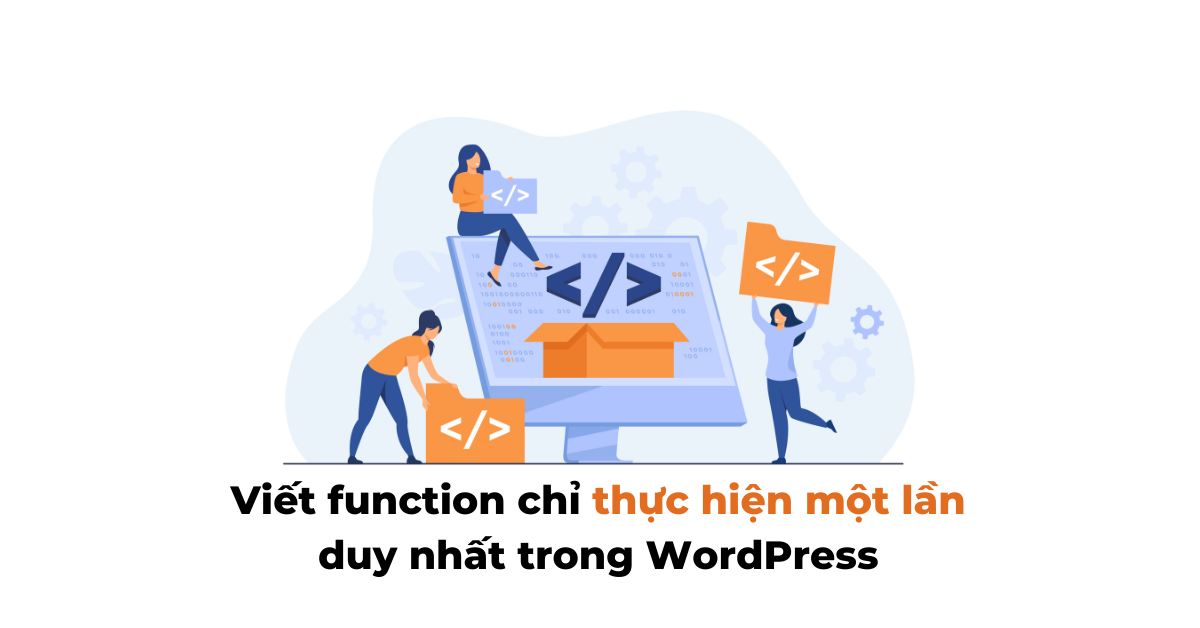 </>
</>
</>
</>
Viết function chỉ thực hiện một lần
duy nhất trong WordPress